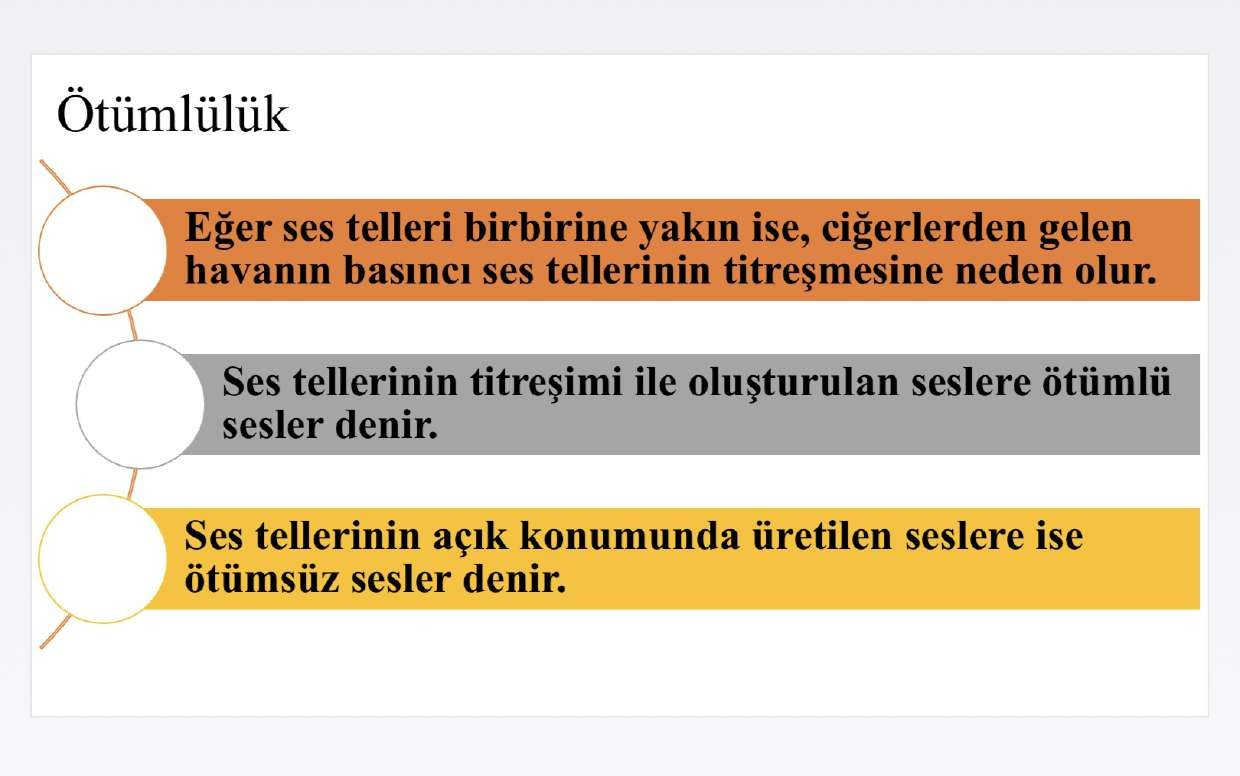 Ötümlülük
Eğer ses telleri birbirine yakın ise, ciğerlerden gelen
havanın basıncı ses tellerinin titreşmesine neden olur.
Ses tellerinin titreşimi ile oluşturulan seslere ötümlü
sesler denir.
Ses tellerinin açık konumunda üretilen seslere ise
ötümsüz sesler denir.